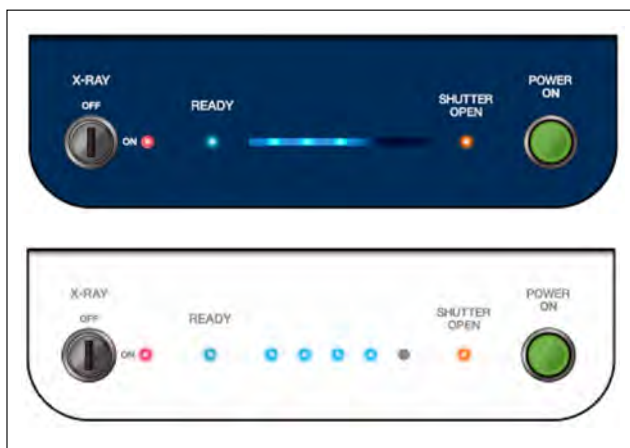 X-RAY
OFF
ON
READY
SHUTTER
OPEN
POWER
ON
X-RAY
OFF
ON
READY
SHUTTER
OPEN
POWER
ON